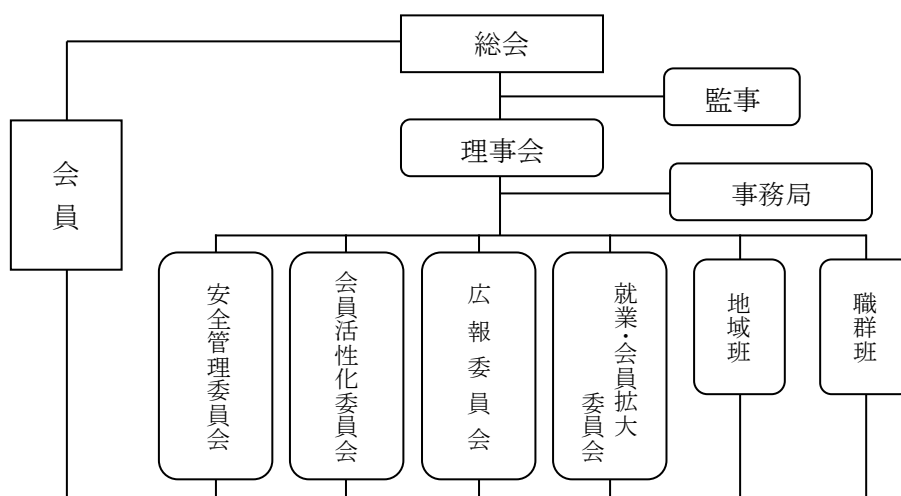 総会
監事
理事会
会員
事務局
安全管理委員会
会員活性化委員会
広報委員会
就業・会員拡大
委員会
地域班
職群班